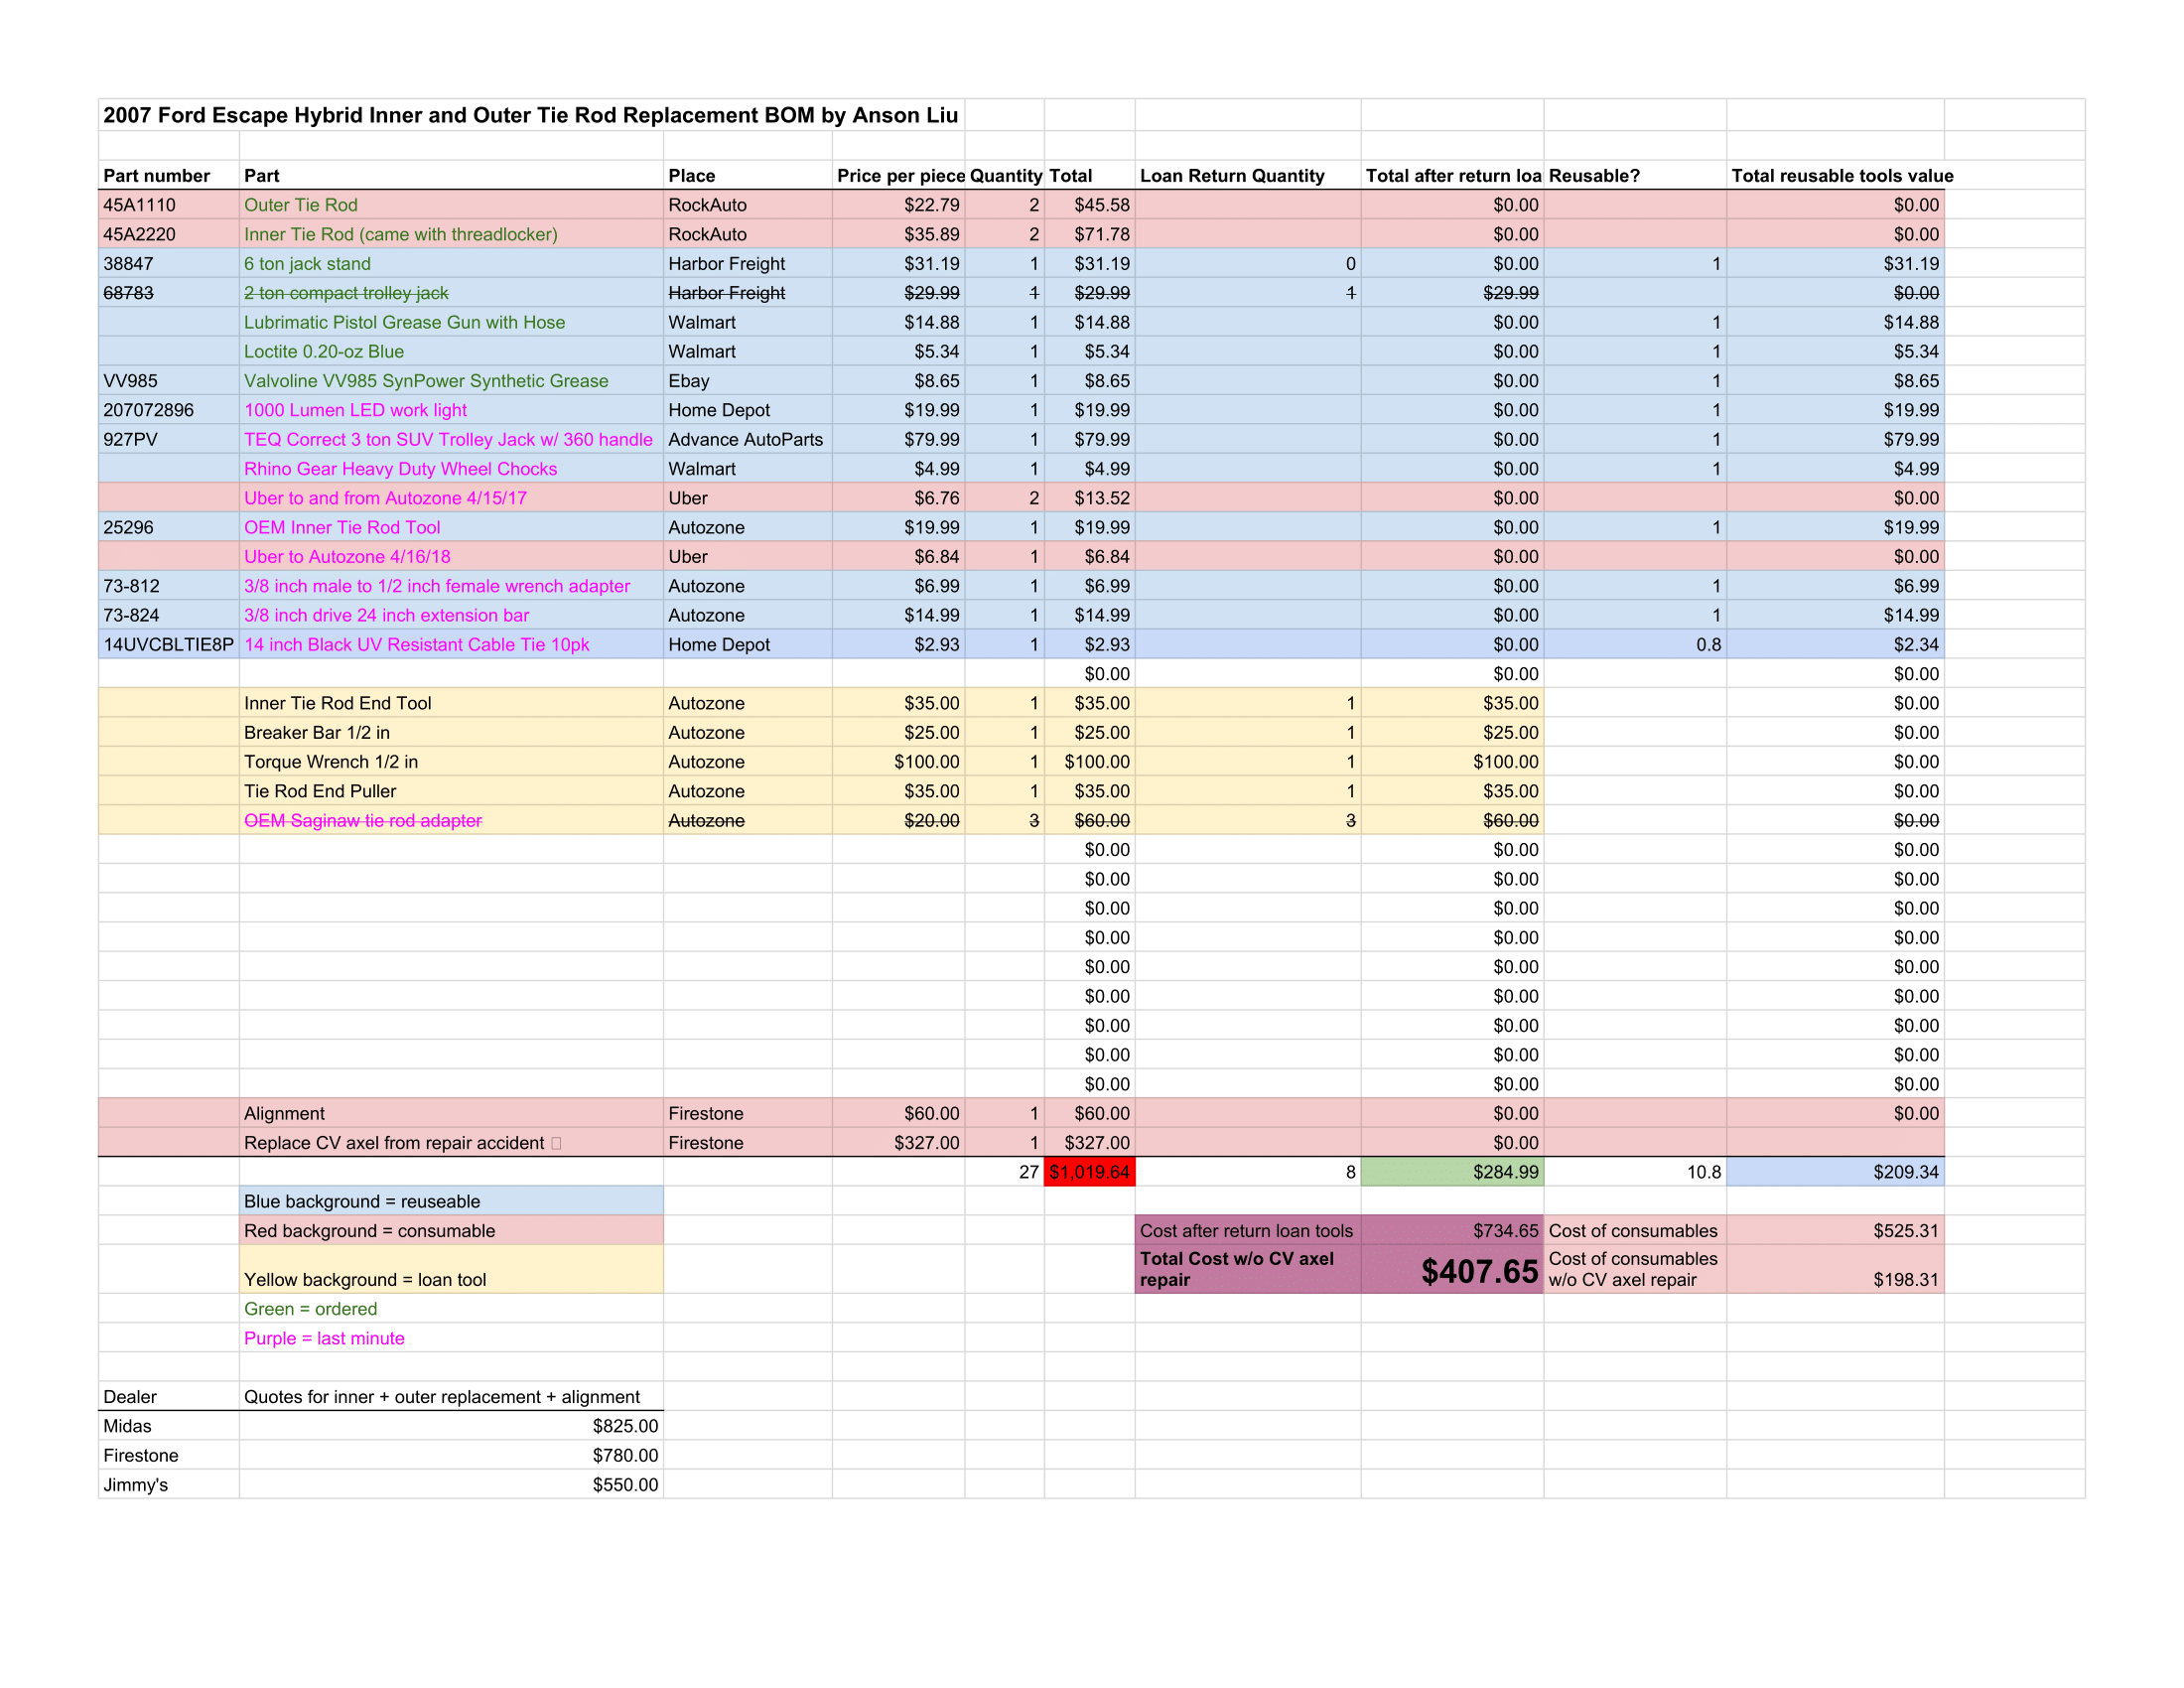 2007 Ford Escape Hybrid Inner and Outer Tie Rod Replacement BOM by Anson Liu
Part number Part Place Price per piece Quantity Total Loan Return Quantity Total after return loa Reusable? Total reusable tools value
45A1110 Outer Tie Rod RockAuto $22.79 2 $45.58 $0.00 $0.00
45A2220 Inner Tie Rod (came with threadlocker) RockAuto $35.89 2 $71.78 $0.00 $0.00
38847 6 ton jack stand Harbor Freight $31.19 1 $31.19 0 $0.00 1 $31.19
68783 2 ton compact trolley jack Harbor Freight $29.99 1 $29.99 1 $29.99 $0.00
Lubrimatic Pistol Grease Gun with Hose Walmart $14.88 1 $14.88 $0.00 1 $14.88
Loctite 0.20-oz Blue Walmart $5.34 1 $5.34 $0.00 1 $5.34
VV985 Valvoline VV985 SynPower Synthetic Grease Ebay $8.65 1 $8.65 $0.00 1 $8.65
207072896 1000 Lumen LED work light Home Depot $19.99 1 $19.99 $0.00 1 $19.99
927PV TEQ Correct 3 ton SUV Trolley Jack w/ 360 handle Advance AutoParts $79.99 1 $79.99 $0.00 1 $79.99
Rhino Gear Heavy Duty Wheel Chocks Walmart $4.99 1 $4.99 $0.00 1 $4.99
Uber to and from Autozone 4/15/17 Uber $6.76 2 $13.52 $0.00 $0.00
25296 OEM Inner Tie Rod Tool Autozone $19.99 1 $19.99 $0.00 1 $19.99
Uber to Autozone 4/16/18 Uber $6.84 1 $6.84 $0.00 $0.00
73-812 3/8 inch male to 1/2 inch female wrench adapter Autozone $6.99 1 $6.99 $0.00 1 $6.99
73-824 3/8 inch drive 24 inch extension bar Autozone $14.99 1 $14.99 $0.00 1 $14.99
14UVCBLTIE8P 14 inch Black UV Resistant Cable Tie 10pk Home Depot $2.93 1 $2.93 $0.00 0.8 $2.34
$0.00 $0.00 $0.00
Inner Tie Rod End Tool Autozone $35.00 1 $35.00 1 $35.00 $0.00
Breaker Bar 1/2 in Autozone $25.00 1 $25.00 1 $25.00 $0.00
Torque Wrench 1/2 in Autozone $100.00 1 $100.00 1 $100.00 $0.00
Tie Rod End Puller Autozone $35.00 1 $35.00 1 $35.00 $0.00
OEM Saginaw tie rod adapter Autozone $20.00 3 $60.00 3 $60.00 $0.00
$0.00 $0.00 $0.00
$0.00 $0.00 $0.00
$0.00 $0.00 $0.00
$0.00 $0.00 $0.00
$0.00 $0.00 $0.00
$0.00 $0.00 $0.00
$0.00 $0.00 $0.00
$0.00 $0.00 $0.00
$0.00 $0.00 $0.00
Alignment Firestone $60.00 1 $60.00 $0.00 $0.00
Replace CV axel from repair accident Firestone $327.00 1 $327.00 $0.00
27 $1,019.64 8 $284.99 10.8 $209.34
Blue background = reuseable
Red background = consumable Cost after return loan tools $734.65 Cost of consumables $525.31
Yellow background = loan tool Total Cost w/o CV axel repair $407.65 Cost of consumables w/o CV axel repair $198.31
Green = ordered
Purple = last minute
Dealer Quotes for inner + outer replacement + alignment
Midas $825.00
Firestone $780.00
Jimmy's $550.00